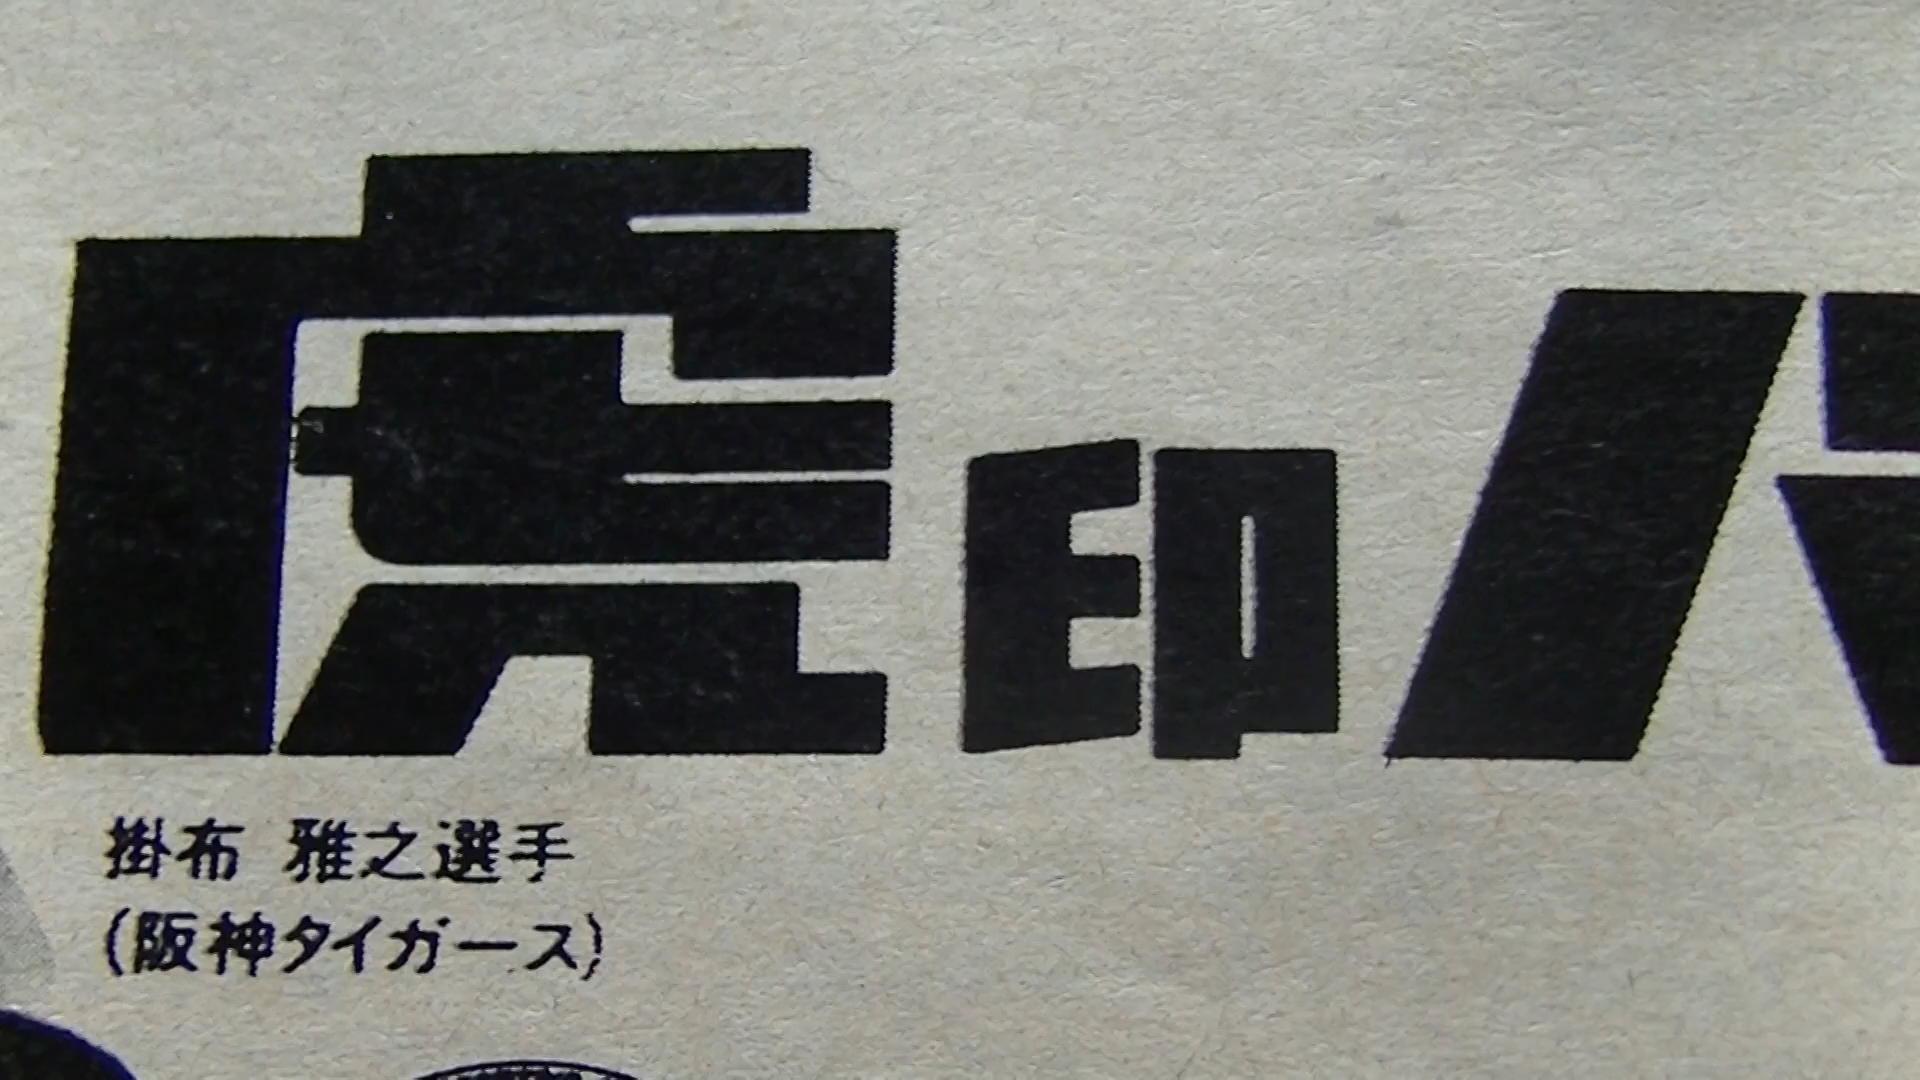 虎印
掛布 雅之選手
(阪神タイガース)